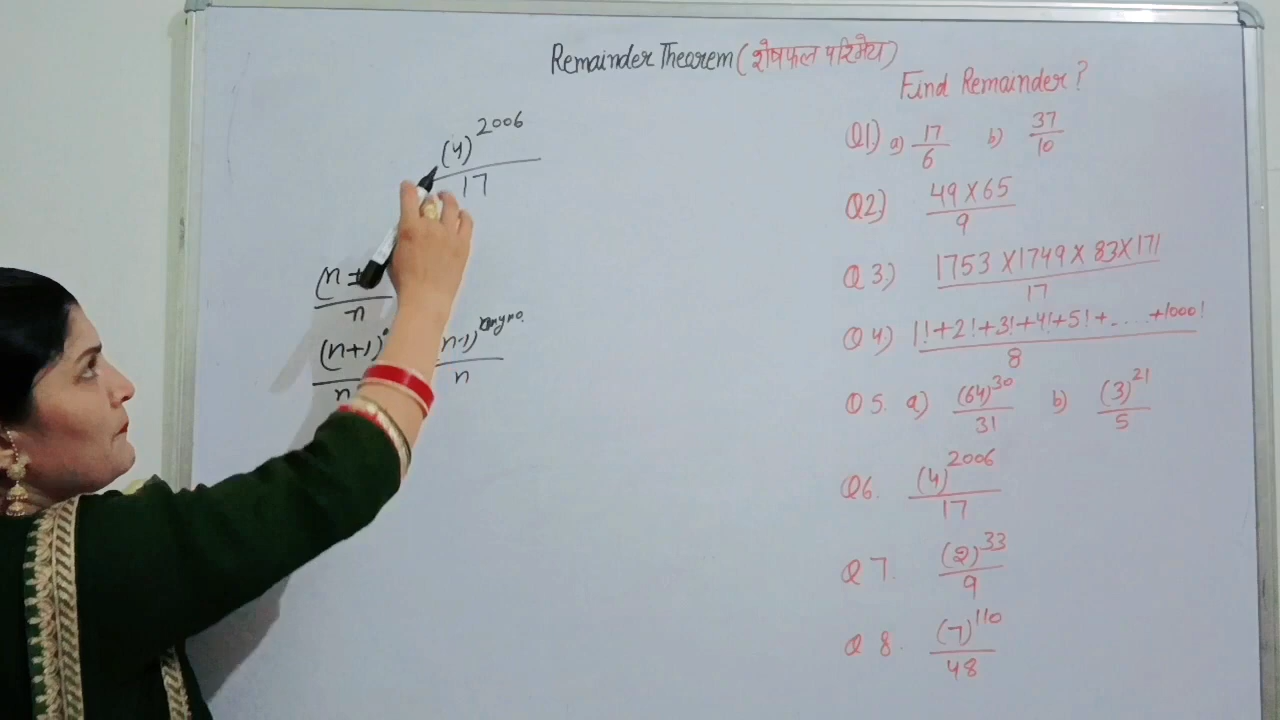 Remainder Thearem (शेषफल परिमेय)
Find Remainder?
(4)^2006
17
(n±
n
(n+1)
n
n-1) any no.
n
Q1) a) 17/6 b) 37/10
Q2) 49×65
9
Q3.) 1753×1749×83×171
17
Q4) 1!+2!+3!+4!+5!+....+1000!
8
Q5. a) (64)^30/31 b) (3)^21/5
Q6. (4)^2006
17
Q7. (2)^33
9
Q8. (7)^110
48